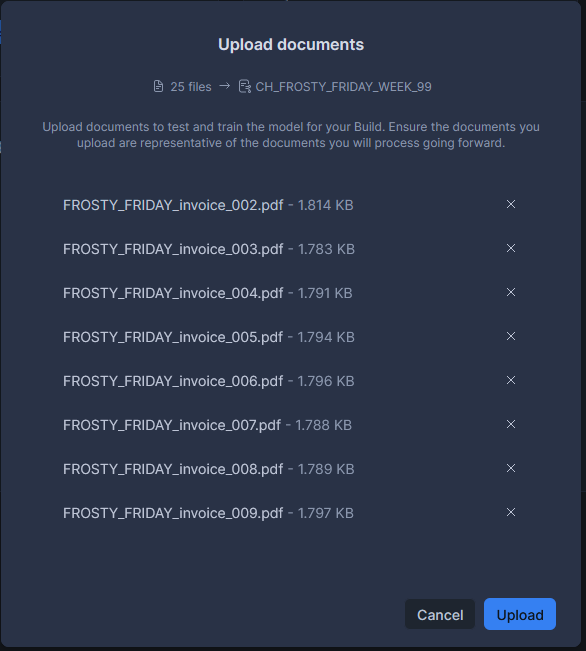 Upload documents
25 files → CH_FROSTY_FRIDAY_WEEK_99
Upload documents to test and train the model for your Build. Ensure the documents you
upload are representative of the documents you will process going forward.
FROSTY_FRIDAY_invoice_002.pdf - 1.814 KB
FROSTY_FRIDAY_invoice_003.pdf - 1.783 KB
FROSTY_FRIDAY_invoice_004.pdf - 1.791 KB
FROSTY_FRIDAY_invoice_005.pdf - 1.794 KB
FROSTY_FRIDAY_invoice_006.pdf - 1.796 KB
FROSTY_FRIDAY_invoice_007.pdf - 1.788 KB
FROSTY_FRIDAY_invoice_008.pdf - 1.789 KB
FROSTY_FRIDAY_invoice_009.pdf - 1.797 KB
Cancel Upload